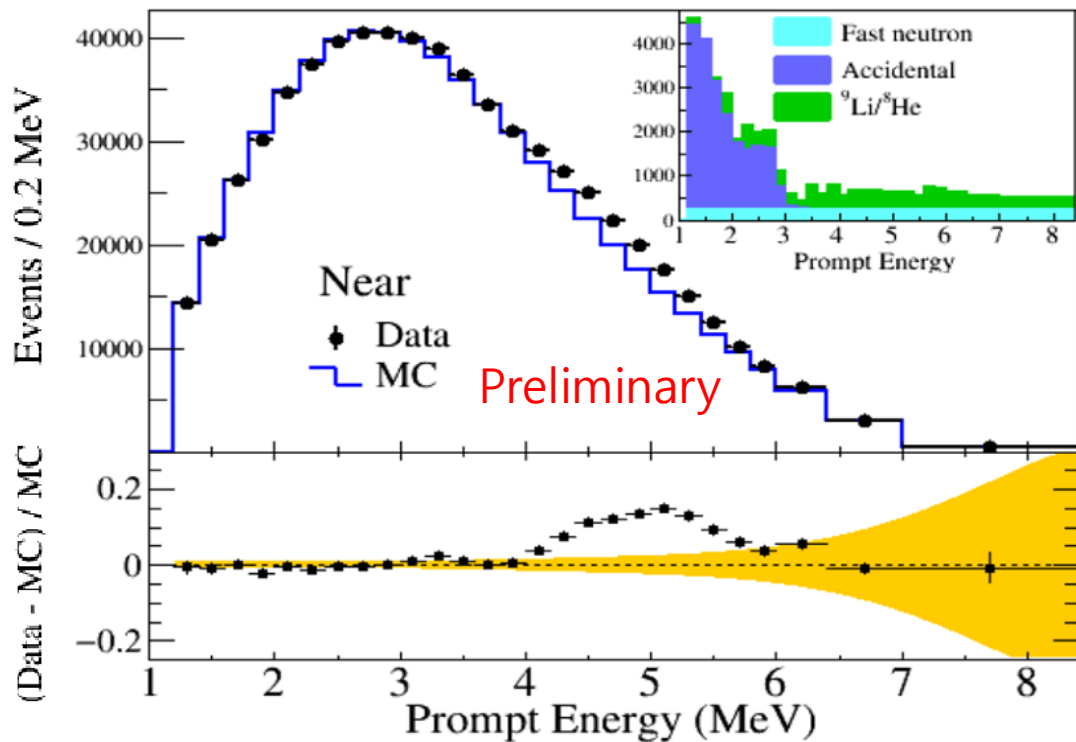 Events / 0.2 MeV
40000
30000
20000
10000
Near
Data
MC
Preliminary
4000
3000
2000
1000
0
Fast neutron
Accidental
⁹Li/⁸He
1 2 3 4 5 6 7 8
Prompt Energy
(Data - MC) / MC
0.2
0
−0.2
1 2 3 4 5 6 7 8
Prompt Energy (MeV)